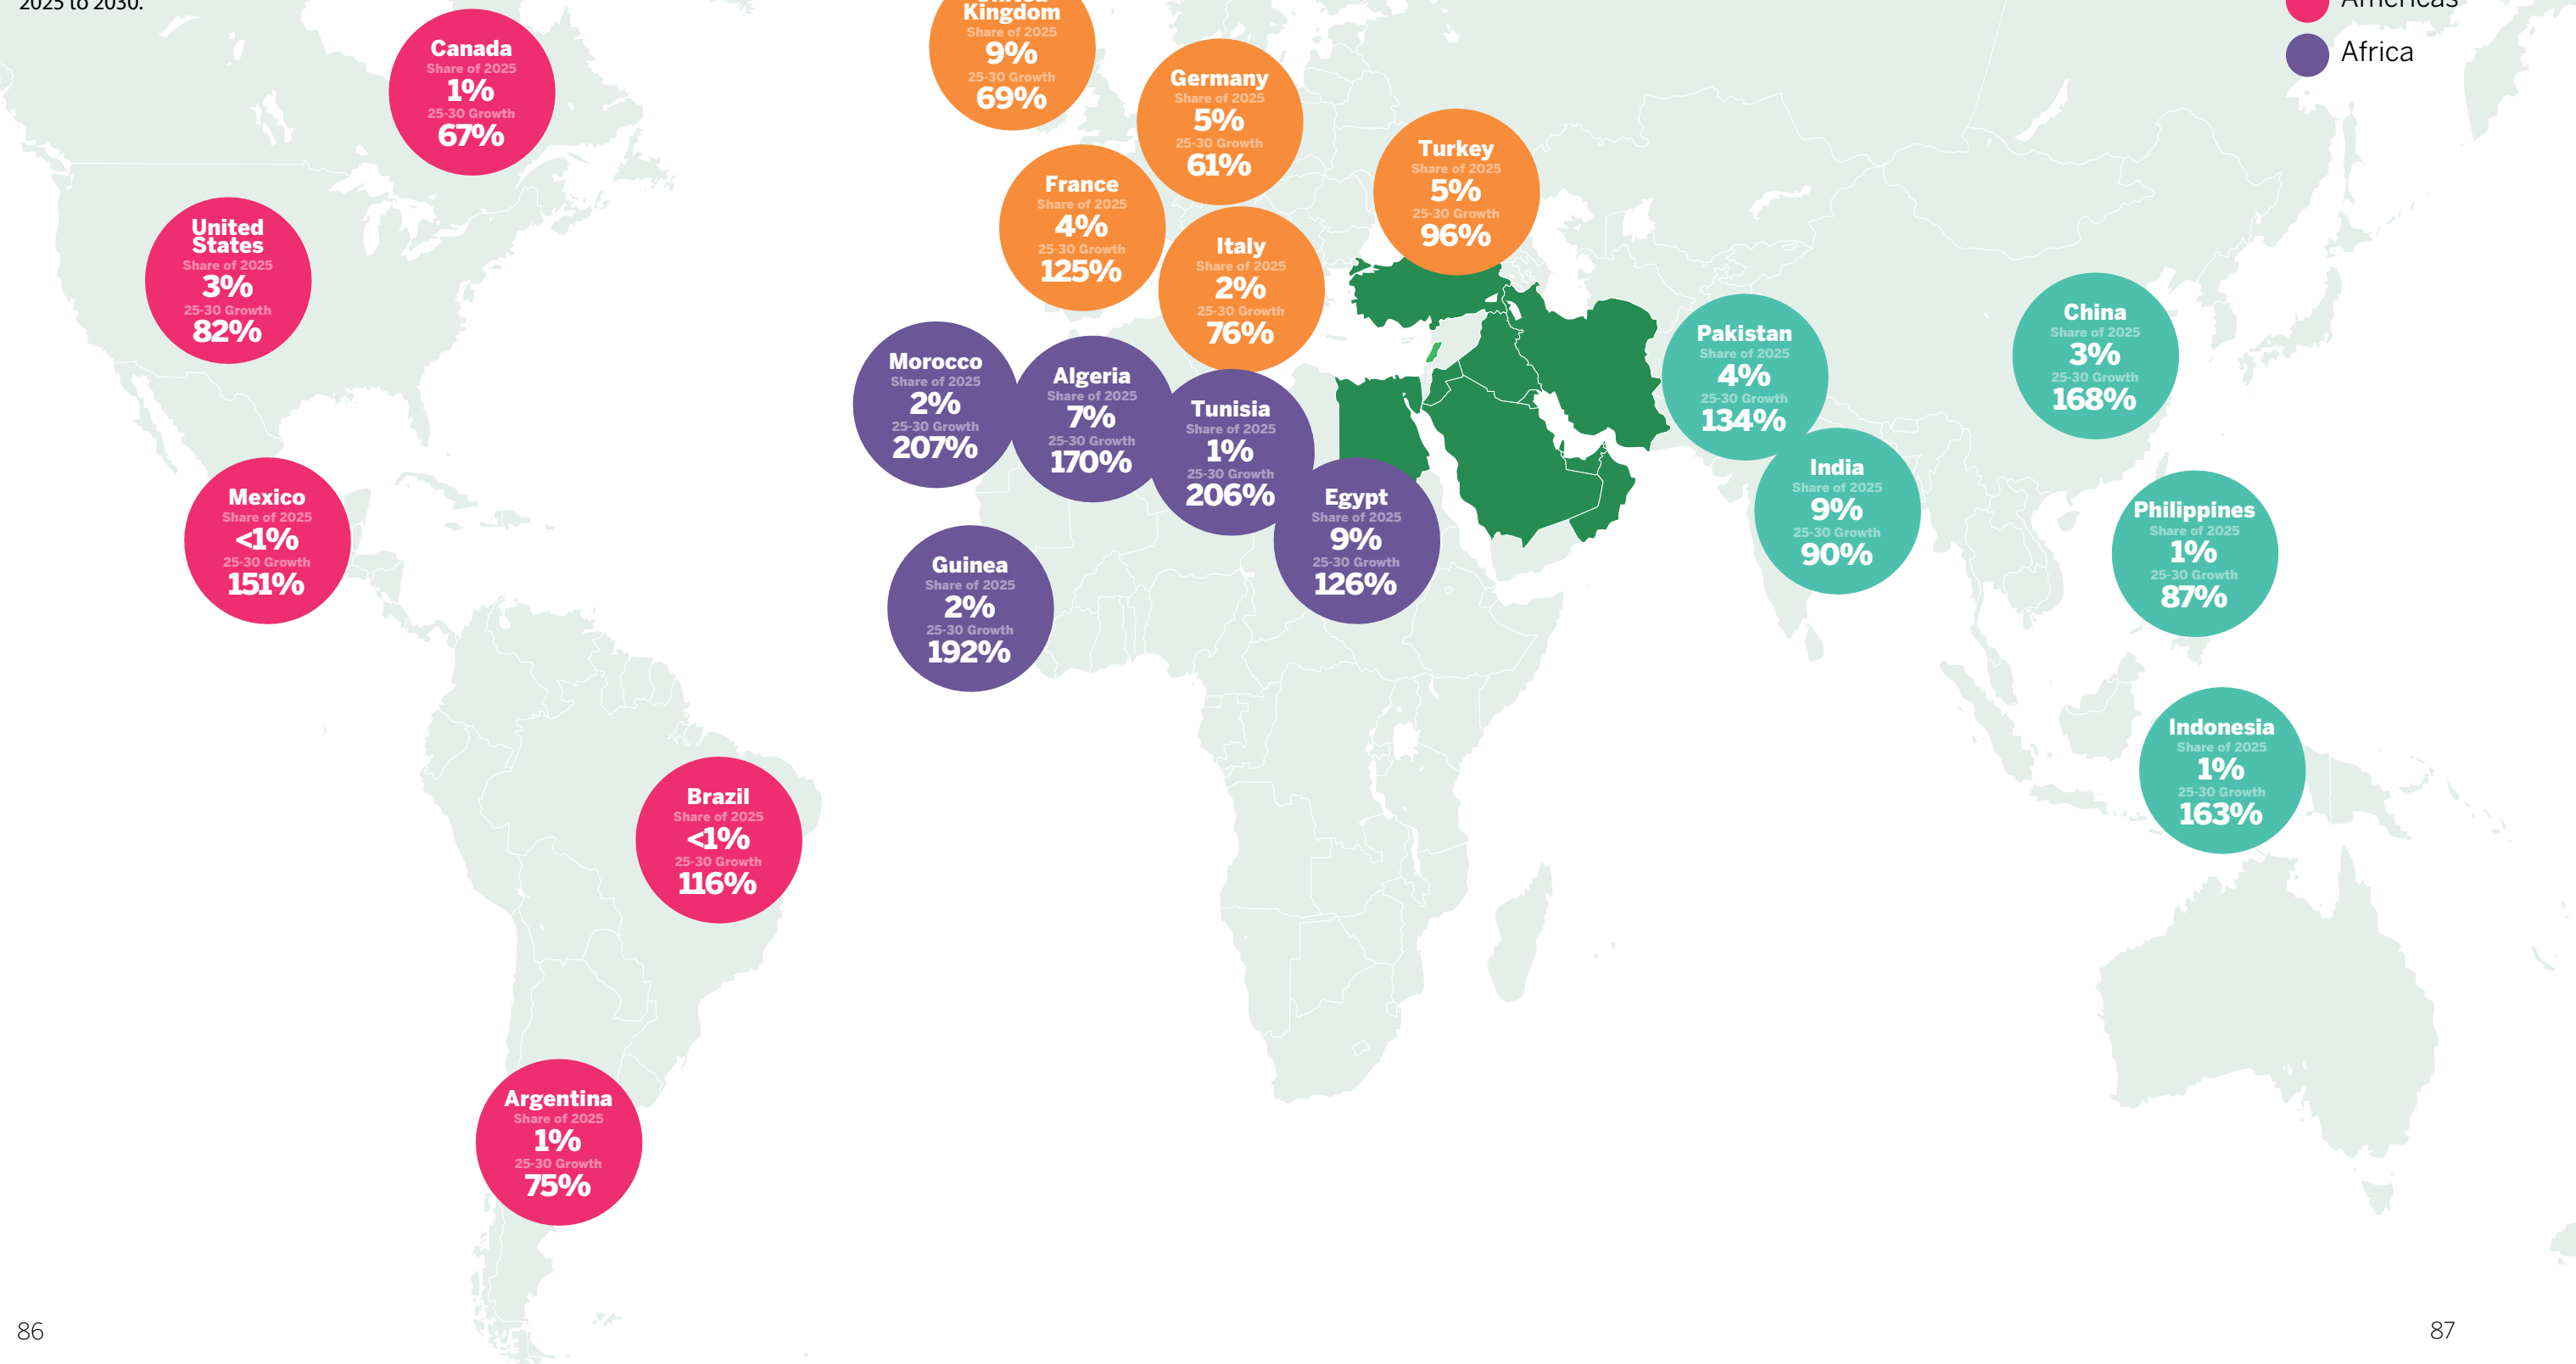 2025 to 2030.
Americas
Africa
Canada
Share of 2025
1%
25-30 Growth
67%
United
States
Share of 2025
3%
25-30 Growth
82%
Mexico
Share of 2025
<1%
25-30 Growth
151%
Brazil
Share of 2025
<1%
25-30 Growth
116%
Argentina
Share of 2025
1%
25-30 Growth
75%
United
Kingdom
Share of 2025
9%
25-30 Growth
69%
Germany
Share of 2025
5%
25-30 Growth
61%
France
Share of 2025
4%
25-30 Growth
125%
Italy
Share of 2025
2%
25-30 Growth
76%
Turkey
Share of 2025
5%
25-30 Growth
96%
Morocco
Share of 2025
2%
25-30 Growth
207%
Algeria
Share of 2025
7%
25-30 Growth
170%
Tunisia
Share of 2025
1%
25-30 Growth
206%
Egypt
Share of 2025
9%
25-30 Growth
126%
Guinea
Share of 2025
2%
25-30 Growth
192%
Pakistan
Share of 2025
4%
25-30 Growth
134%
India
Share of 2025
9%
25-30 Growth
90%
China
Share of 2025
3%
25-30 Growth
168%
Philippines
Share of 2025
1%
25-30 Growth
87%
Indonesia
Share of 2025
1%
25-30 Growth
163%
86
87